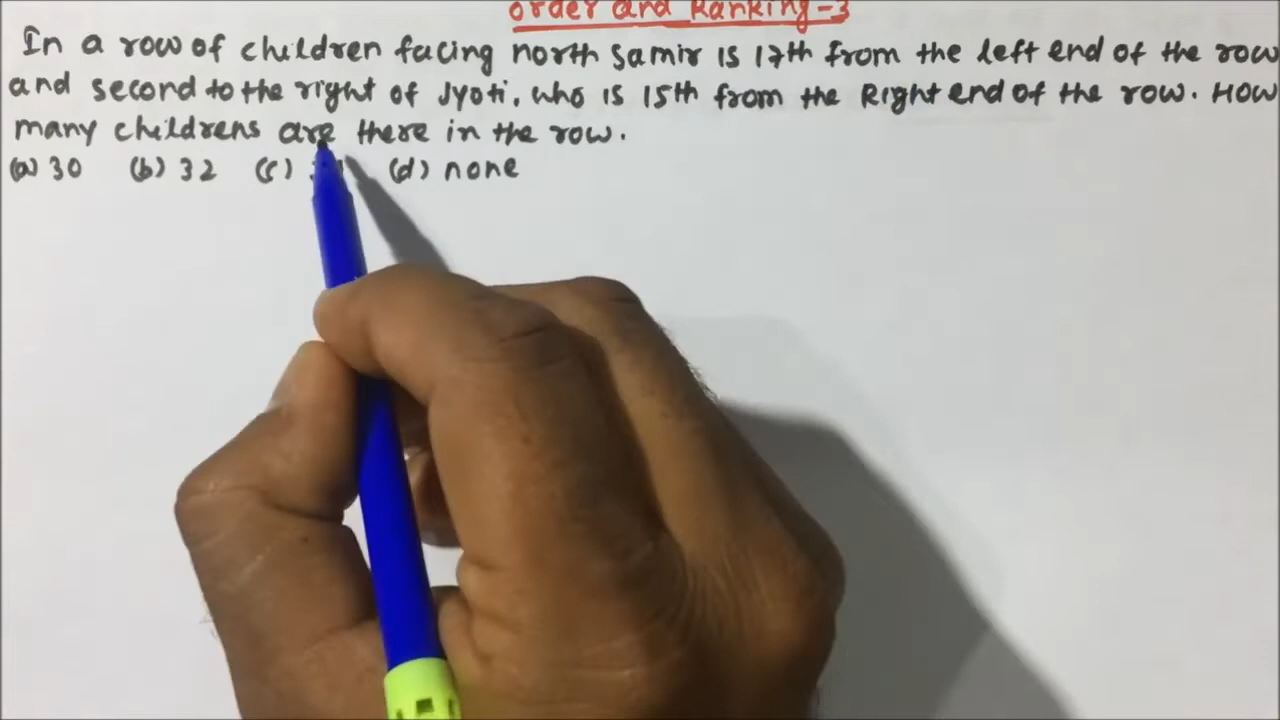 order and Ranking-3
In a row of children facing north Samir is 17th from the left end of the row
and second to the right of Jyoti, who is 15th from the Right end of the row. How
many childrens are there in the row.
(a) 30 (b) 32 (c) (d) none